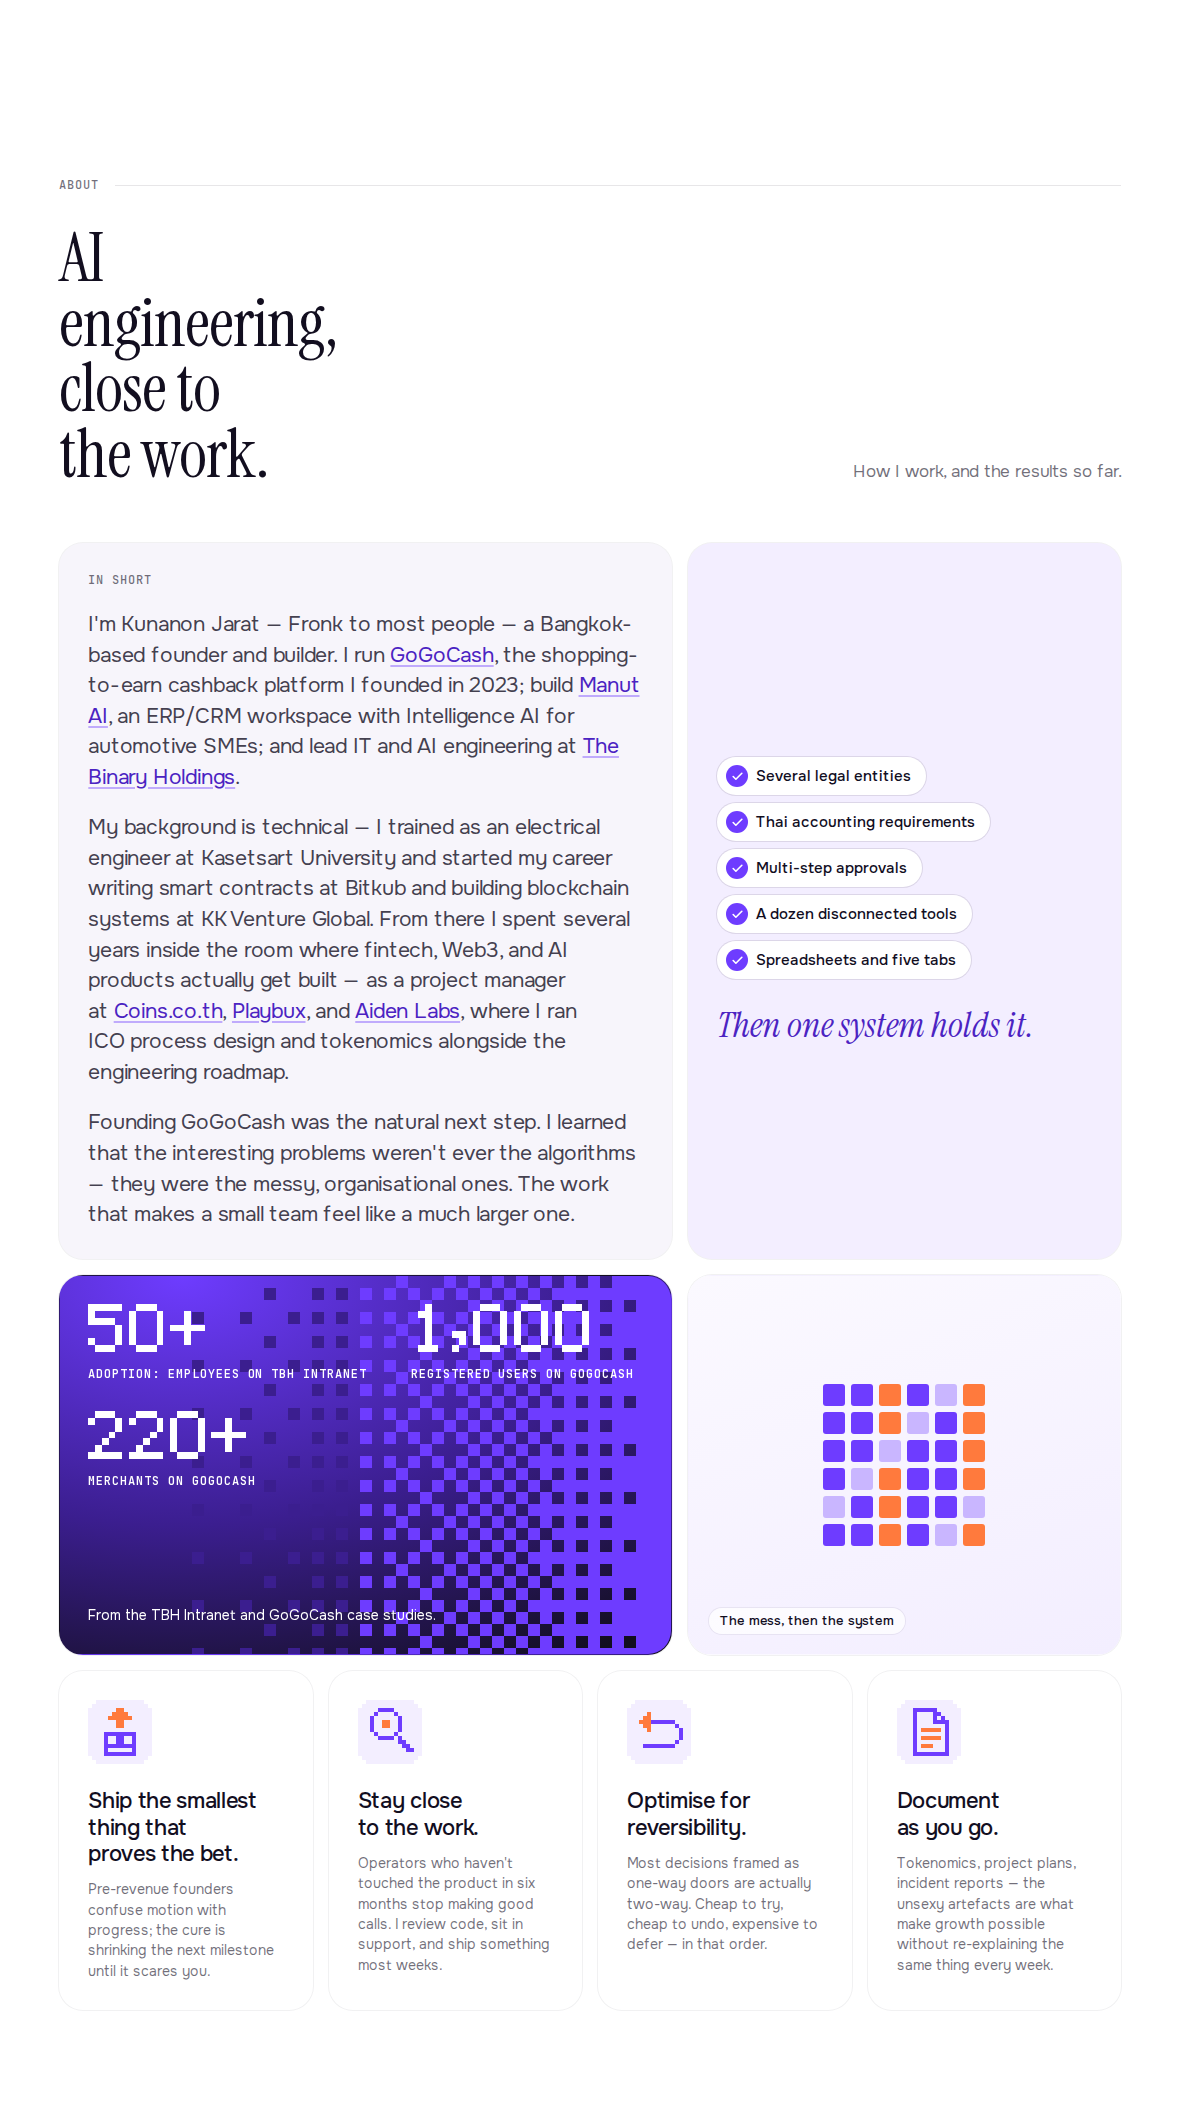 ABOUT
AI
engineering,
close to
the work.
How I work, and the results so far.
IN SHORT
I'm Kunanon Jarat — Fronk to most people — a Bangkok-
based founder and builder. I run GoGoCash, the shopping-
to-earn cashback platform I founded in 2023; build Manut
AI, an ERP/CRM workspace with Intelligence AI for
automotive SMEs; and lead IT and AI engineering at The
Binary Holdings.
My background is technical — I trained as an electrical
engineer at Kasetsart University and started my career
writing smart contracts at Bitkub and building blockchain
systems at KK Venture Global. From there I spent several
years inside the room where fintech, Web3, and AI
products actually get built — as a project manager
at Coins.co.th, Playbux, and Aiden Labs, where I ran
ICO process design and tokenomics alongside the
engineering roadmap.
Founding GoGoCash was the natural next step. I learned
that the interesting problems weren't ever the algorithms
— they were the messy, organisational ones. The work
that makes a small team feel like a much larger one.
Several legal entities
Thai accounting requirements
Multi-step approvals
A dozen disconnected tools
Spreadsheets and five tabs
Then one system holds it.
50+
ADOPTION: EMPLOYEES ON TBH INTRANET
1,000
REGISTERED USERS ON GOGOCASH
220+
MERCHANTS ON GOGOCASH
From the TBH Intranet and GoGoCash case studies.
The mess, then the system
Ship the smallest
thing that
proves the bet.
Pre-revenue founders
confuse motion with
progress; the cure is
shrinking the next milestone
until it scares you.
Stay close
to the work.
Operators who haven't
touched the product in six
months stop making good
calls. I review code, sit in
support, and ship something
most weeks.
Optimise for
reversibility.
Most decisions framed as
one-way doors are actually
two-way. Cheap to try,
cheap to undo, expensive to
defer — in that order.
Document
as you go.
Tokenomics, project plans,
incident reports — the
unsexy artefacts are what
make growth possible
without re-explaining the
same thing every week.